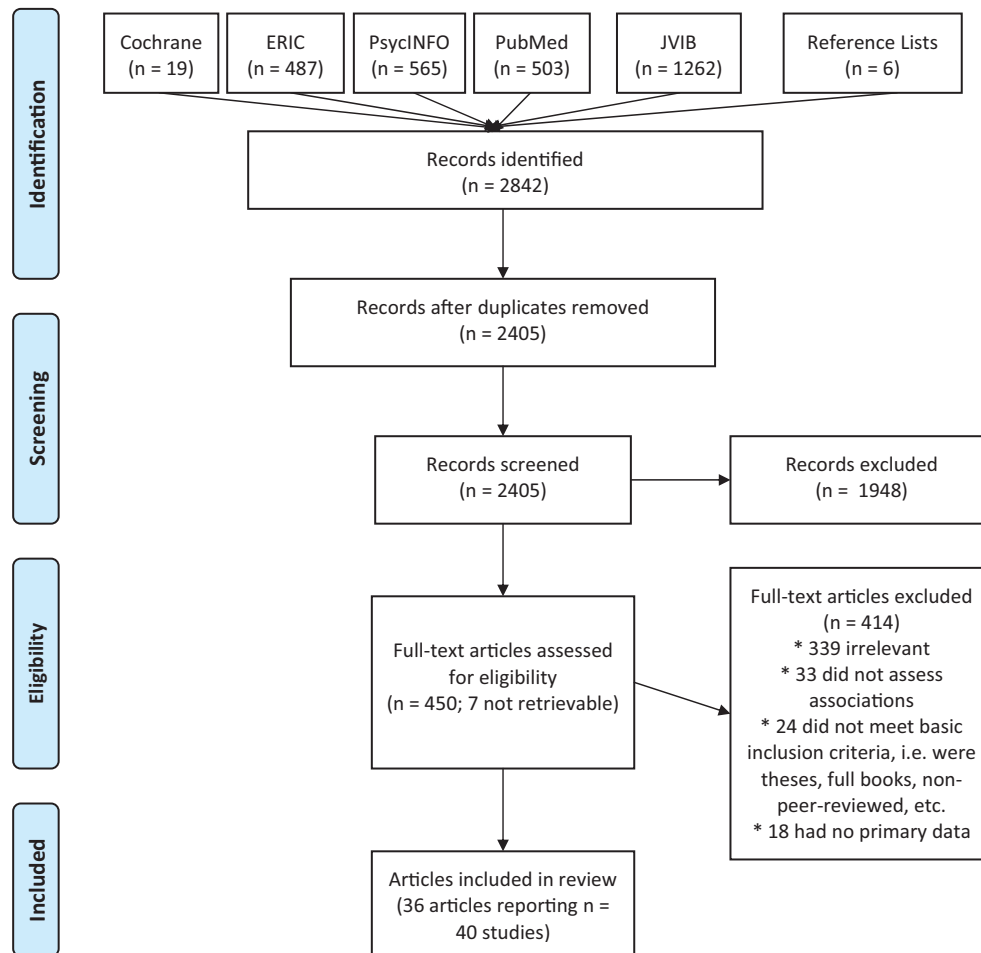 Identification
Cochrane
(n = 19)
ERIC
(n = 487)
PsycINFO
(n = 565)
PubMed
(n = 503)
JVIB
(n = 1262)
Reference Lists
(n = 6)
Records identified
(n = 2842)
Records after duplicates removed
(n = 2405)
Screening
Records screened
(n = 2405)
Records excluded
(n = 1948)
Eligibility
Full-text articles assessed
for eligibility
(n = 450; 7 not retrievable)
Full-text articles excluded
(n = 414)
* 339 irrelevant
* 33 did not assess
associations
* 24 did not meet basic
inclusion criteria, i.e. were
theses, full books, non-
peer-reviewed, etc.
* 18 had no primary data
Included
Articles included in review
(36 articles reporting n =
40 studies)